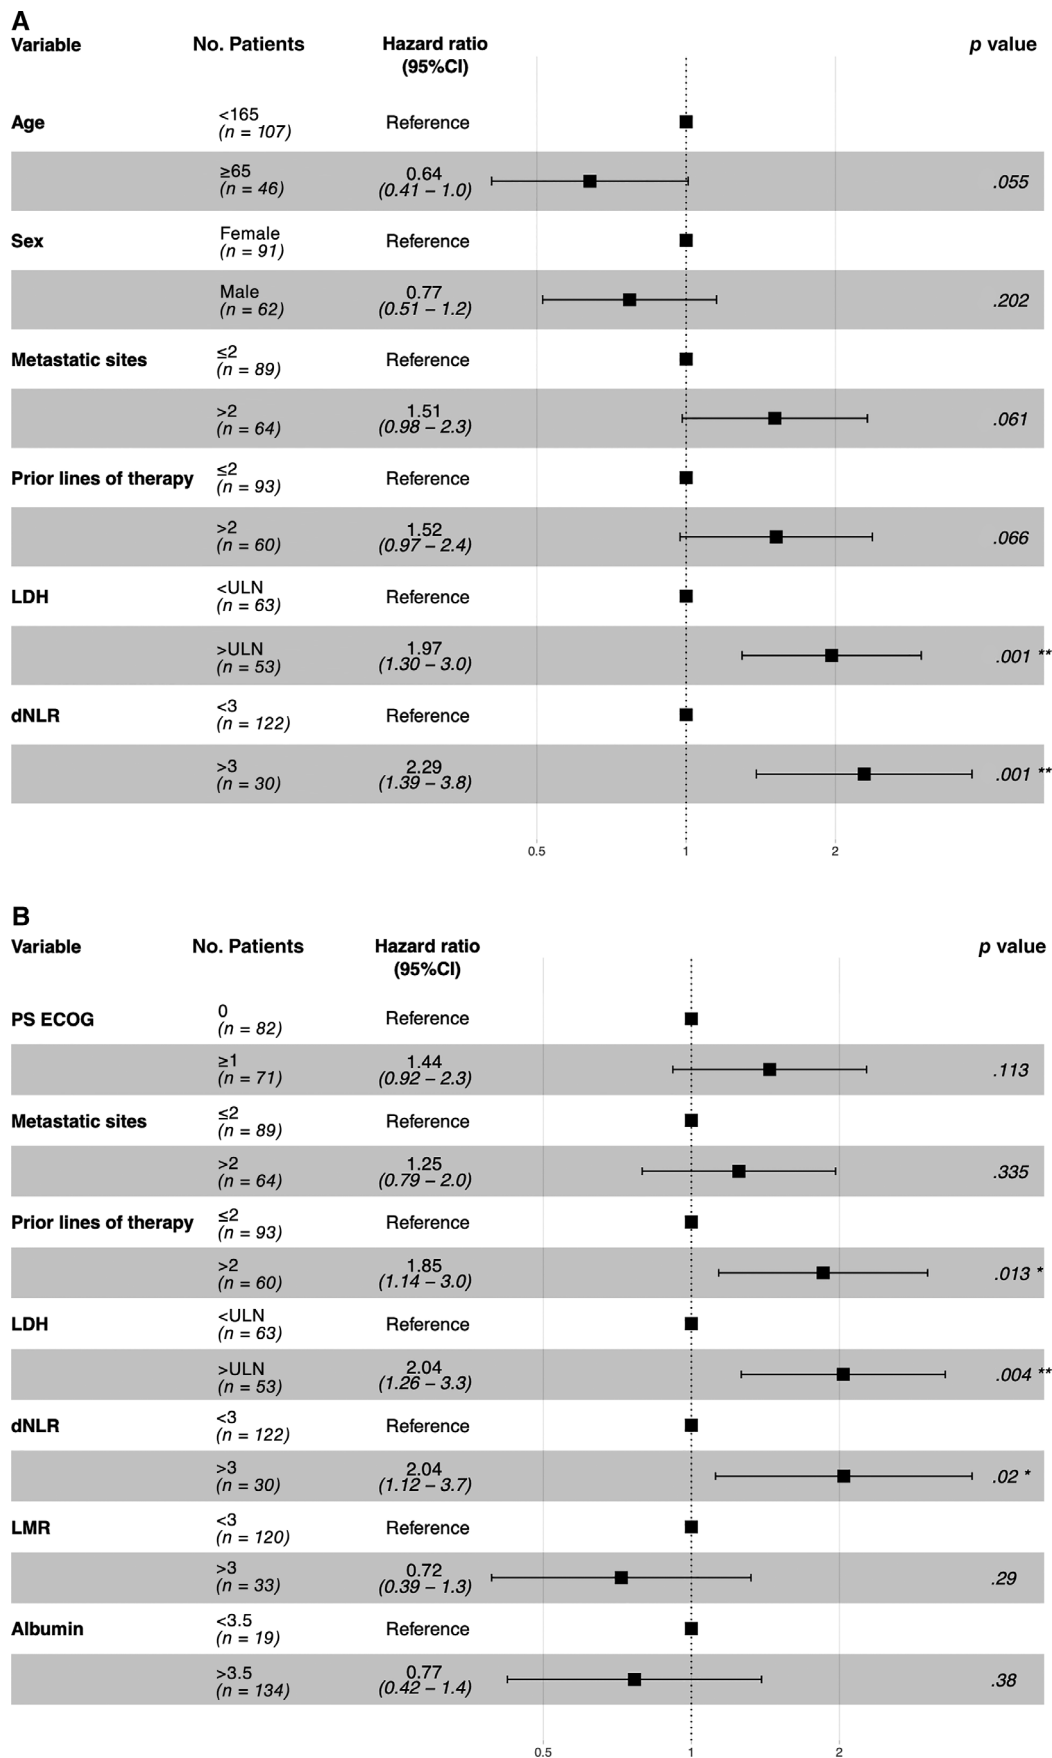 A
Variable No. Patients Hazard ratio p value
(95%CI)
Age <165 Reference
(n = 107)
≥65 0.64 .055
(n = 46) (0.41 – 1.0)
Sex Female Reference
(n = 91)
Male 0.77 .202
(n = 62) (0.51 – 1.2)
Metastatic sites ≤2 Reference
(n = 89)
>2 1.51 .061
(n = 64) (0.98 – 2.3)
Prior lines of therapy ≤2 Reference
(n = 93)
>2 1.52 .066
(n = 60) (0.97 – 2.4)
LDH <ULN Reference
(n = 63)
>ULN 1.97 .001 **
(n = 53) (1.30 – 3.0)
dNLR <3 Reference
(n = 122)
>3 2.29 .001 **
(n = 30) (1.39 – 3.8)
0.5 1 2
B
Variable No. Patients Hazard ratio p value
(95%CI)
PS ECOG 0 Reference
(n = 82)
≥1 1.44 .113
(n = 71) (0.92 – 2.3)
Metastatic sites ≤2 Reference
(n = 89)
>2 1.25 .335
(n = 64) (0.79 – 2.0)
Prior lines of therapy ≤2 Reference
(n = 93)
>2 1.85 .013 *
(n = 60) (1.14 – 3.0)
LDH <ULN Reference
(n = 63)
>ULN 2.04 .004 **
(n = 53) (1.26 – 3.3)
dNLR <3 Reference
(n = 122)
>3 2.04 .02 *
(n = 30) (1.12 – 3.7)
LMR <3 Reference
(n = 120)
>3 0.72 .29
(n = 33) (0.39 – 1.3)
Albumin <3.5 Reference
(n = 19)
>3.5 0.77 .38
(n = 134) (0.42 – 1.4)
0.5 1 2